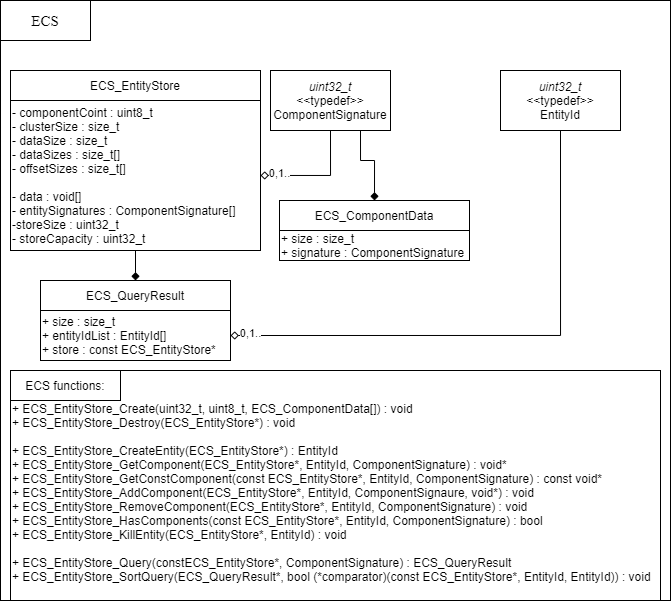 ECS
ECS_EntityStore
- componentCoint : uint8_t
- clusterSize : size_t
- dataSize : size_t
- dataSizes : size_t[]
- offsetSizes : size_t[]
- data : void[]
- entitySignatures : ComponentSignature[]
-storeSize : uint32_t
- storeCapacity : uint32_t
uint32_t
<<typedef>>
ComponentSignature
uint32_t
<<typedef>>
EntityId
0,1..
ECS_ComponentData
+ size : size_t
+ signature : ComponentSignature
ECS_QueryResult
+ size : size_t
+ entityIdList : EntityId[]
+ store : const ECS_EntityStore*
0,1..
ECS functions:
+ ECS_EntityStore_Create(uint32_t, uint8_t, ECS_ComponentData[]) : void
+ ECS_EntityStore_Destroy(ECS_EntityStore*) : void
+ ECS_EntityStore_CreateEntity(ECS_EntityStore*) : EntityId
+ ECS_EntityStore_GetComponent(ECS_EntityStore*, EntityId, ComponentSignature) : void*
+ ECS_EntityStore_GetConstComponent(const ECS_EntityStore*, EntityId, ComponentSignature) : const void*
+ ECS_EntityStore_AddComponent(ECS_EntityStore*, EntityId, ComponentSignaure, void*) : void
+ ECS_EntityStore_RemoveComponent(ECS_EntityStore*, EntityId, ComponentSignature) : void
+ ECS_EntityStore_HasComponents(const ECS_EntityStore*, EntityId, ComponentSignature) : bool
+ ECS_EntityStore_KillEntity(ECS_EntityStore*, EntityId) : void
+ ECS_EntityStore_Query(constECS_EntityStore*, ComponentSignature) : ECS_QueryResult
+ ECS_EntityStore_SortQuery(ECS_QueryResult*, bool (*comparator)(const ECS_EntityStore*, EntityId, EntityId)) : void